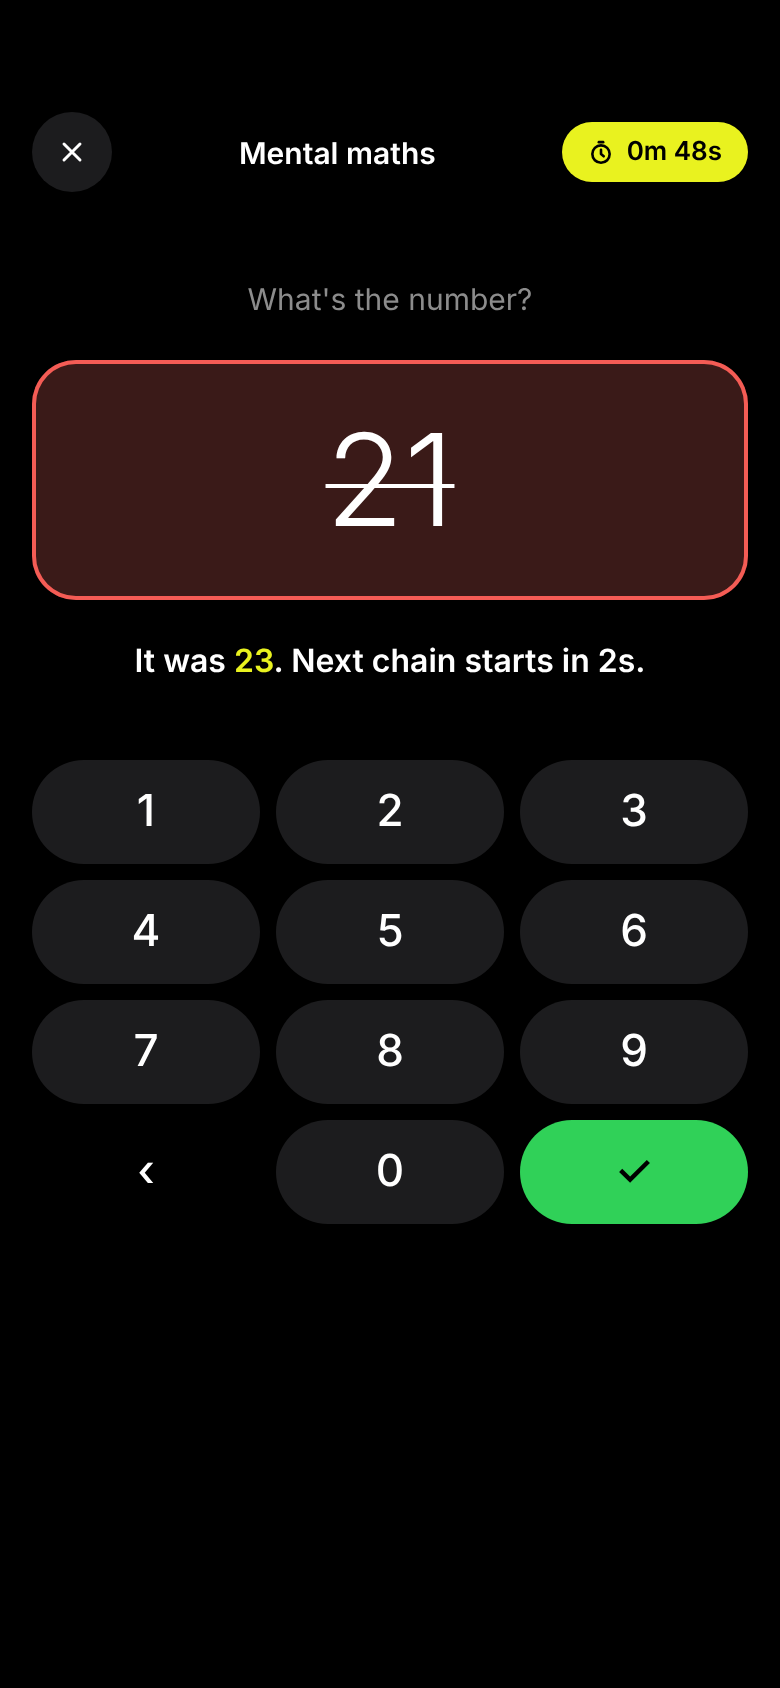 Mental maths
0m 48s
What's the number?
21
It was 23. Next chain starts in 2s.
1 2 3
4 5 6
7 8 9
‹ 0 ✓